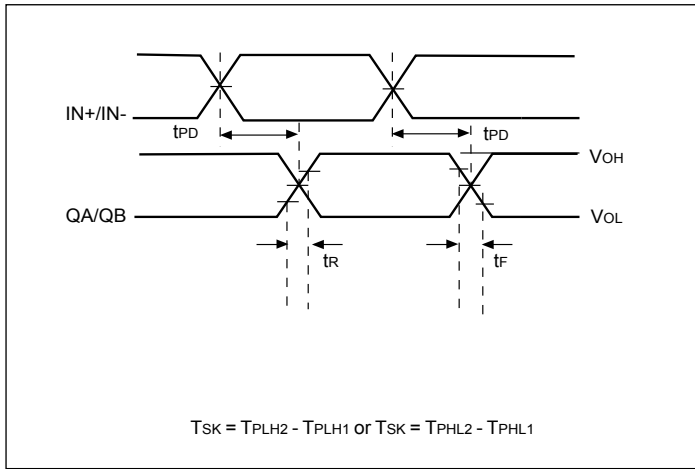 IN+/IN-
tPD
tPD
VOH
QA/QB
VOL
tR
tF
TSK = TPLH2 - TPLH1 or TSK = TPHL2 - TPHL1